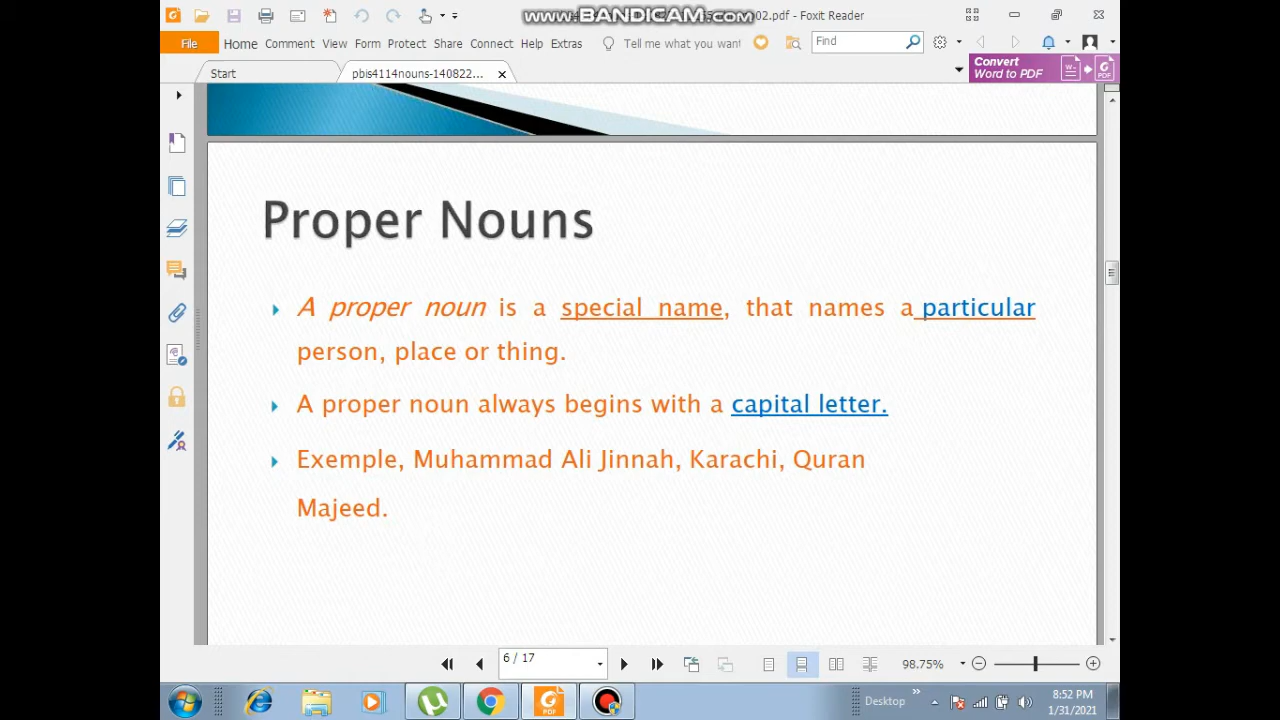 www.BANDICAM.com
02.pdf - Foxit Reader
File Home Comment View Form Protect Share Connect Help Extras Tell me what you want Find
Convert
Word to PDF
Start pbis4114nouns-140822...
Proper Nouns
A proper noun is a special name, that names a particular
person, place or thing.
A proper noun always begins with a capital letter.
Exemple, Muhammad Ali Jinnah, Karachi, Quran
Majeed.
6 / 17
98.75%
Desktop
8:52 PM
1/31/2021